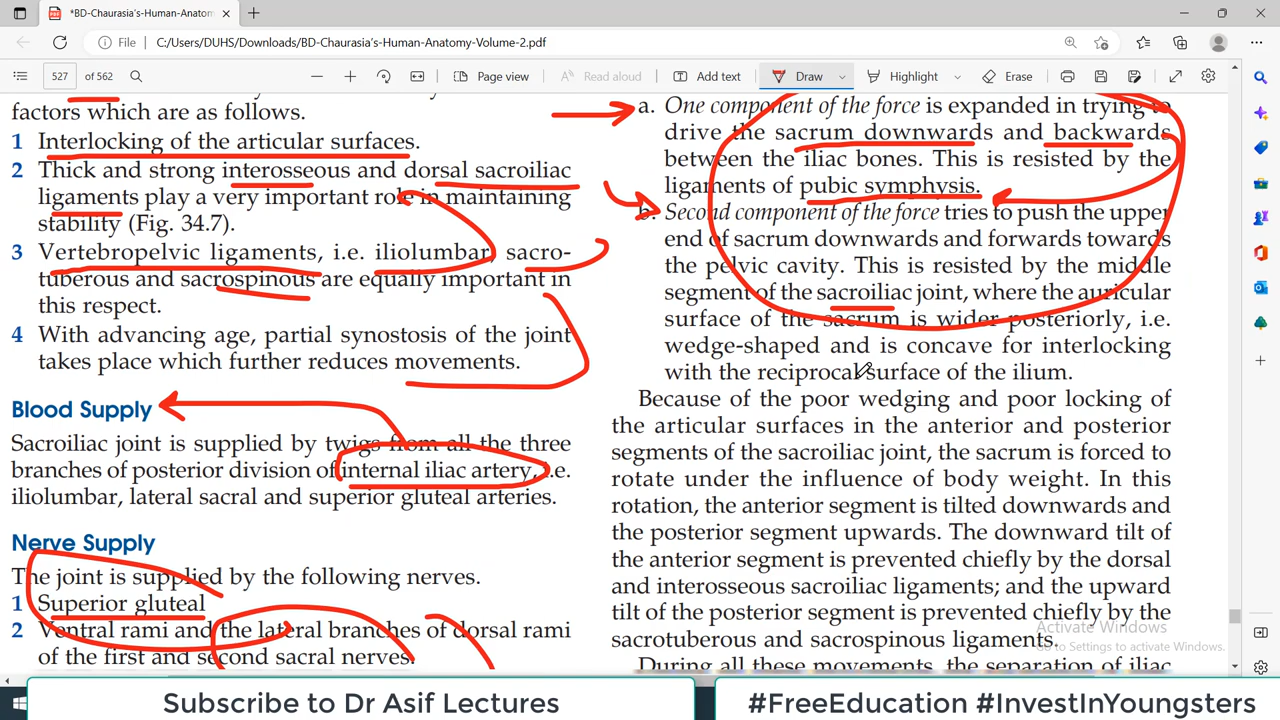 *BD-Chaurasia's-Human-Anatom
File
C:/Users/DUHS/Downloads/BD-Chaurasia's-Human-Anatomy-Volume-2.pdf
527 of 562
Page view
Read aloud
Add text
Draw
Highlight
Erase
factors which are as follows.
1 Interlocking of the articular surfaces.
2 Thick and strong interosseous and dorsal sacroiliac
ligaments play a very important role in maintaining
stability (Fig. 34.7).
3 Vertebropelvic ligaments, i.e. iliolumbar, sacro-
tuberous and sacrospinous are equally important in
this respect.
4 With advancing age, partial synostosis of the joint
takes place which further reduces movements.
Blood Supply
Sacroiliac joint is supplied by twigs from all the three
branches of posterior division of internal iliac artery, i.e.
iliolumbar, lateral sacral and superior gluteal arteries.
Nerve Supply
The joint is supplied by the following nerves.
1 Superior gluteal
2 Ventral rami and the lateral branches of dorsal rami
of the first and second sacral nerves.
a. One component of the force is expanded in trying to
drive the sacrum downwards and backwards
between the iliac bones. This is resisted by the
ligaments of pubic symphysis.
b. Second component of the force tries to push the upper
end of sacrum downwards and forwards towards
the pelvic cavity. This is resisted by the middle
segment of the sacroiliac joint, where the auricular
surface of the sacrum is wider posteriorly, i.e.
wedge-shaped and is concave for interlocking
with the reciprocal surface of the ilium.
Because of the poor wedging and poor locking of
the articular surfaces in the anterior and posterior
segments of the sacroiliac joint, the sacrum is forced to
rotate under the influence of body weight. In this
rotation, the anterior segment is tilted downwards and
the posterior segment upwards. The downward tilt of
the anterior segment is prevented chiefly by the dorsal
and interosseous sacroiliac ligaments; and the upward
tilt of the posterior segment is prevented chiefly by the
sacrotuberous and sacrospinous ligaments.
During all these movements, the separation of iliac
Activate Windows
Go to Settings to activate Windows.
Subscribe to Dr Asif Lectures
#FreeEducation #InvestInYoungsters